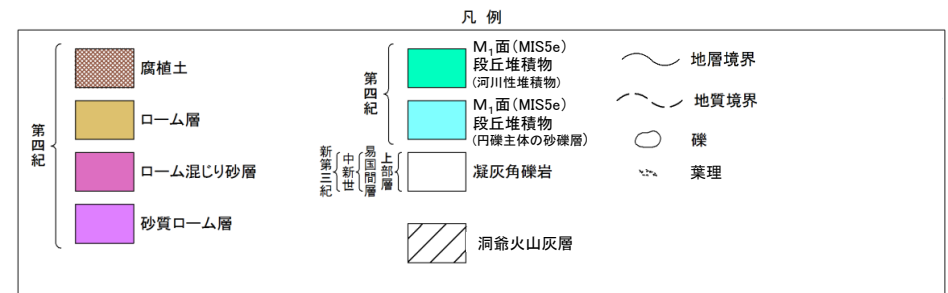 凡 例
第四紀
腐植土
ローム層
ローム混じり砂層
砂質ローム層
第四紀
M₁面(MIS5e)
段丘堆積物
(河川性堆積物)
M₁面(MIS5e)
段丘堆積物
(円礫主体の砂礫層)
新第三紀
中新世
易国間層
上部層
凝灰角礫岩
洞爺火山灰層
地層境界
地質境界
礫
葉理